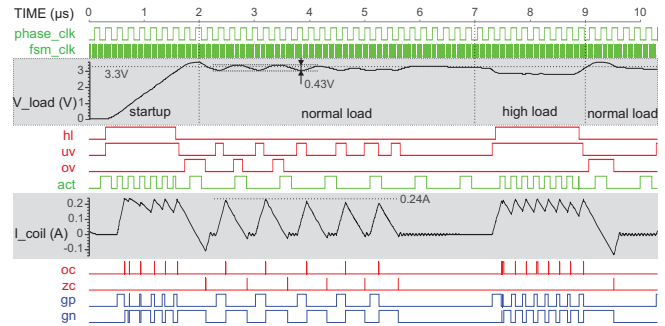 TIME (µs) 0 1 2 3 4 5 6 7 8 9 10
phase_clk
fsm_clk
3.3V
3
2
V_load (V)
0.43V
1
0
startup normal load high load normal load
hl
uv
ov
act
0.2
0.24A
0.1
I_coil (A)
0.0
-0.1
oc
zc
gp
gn